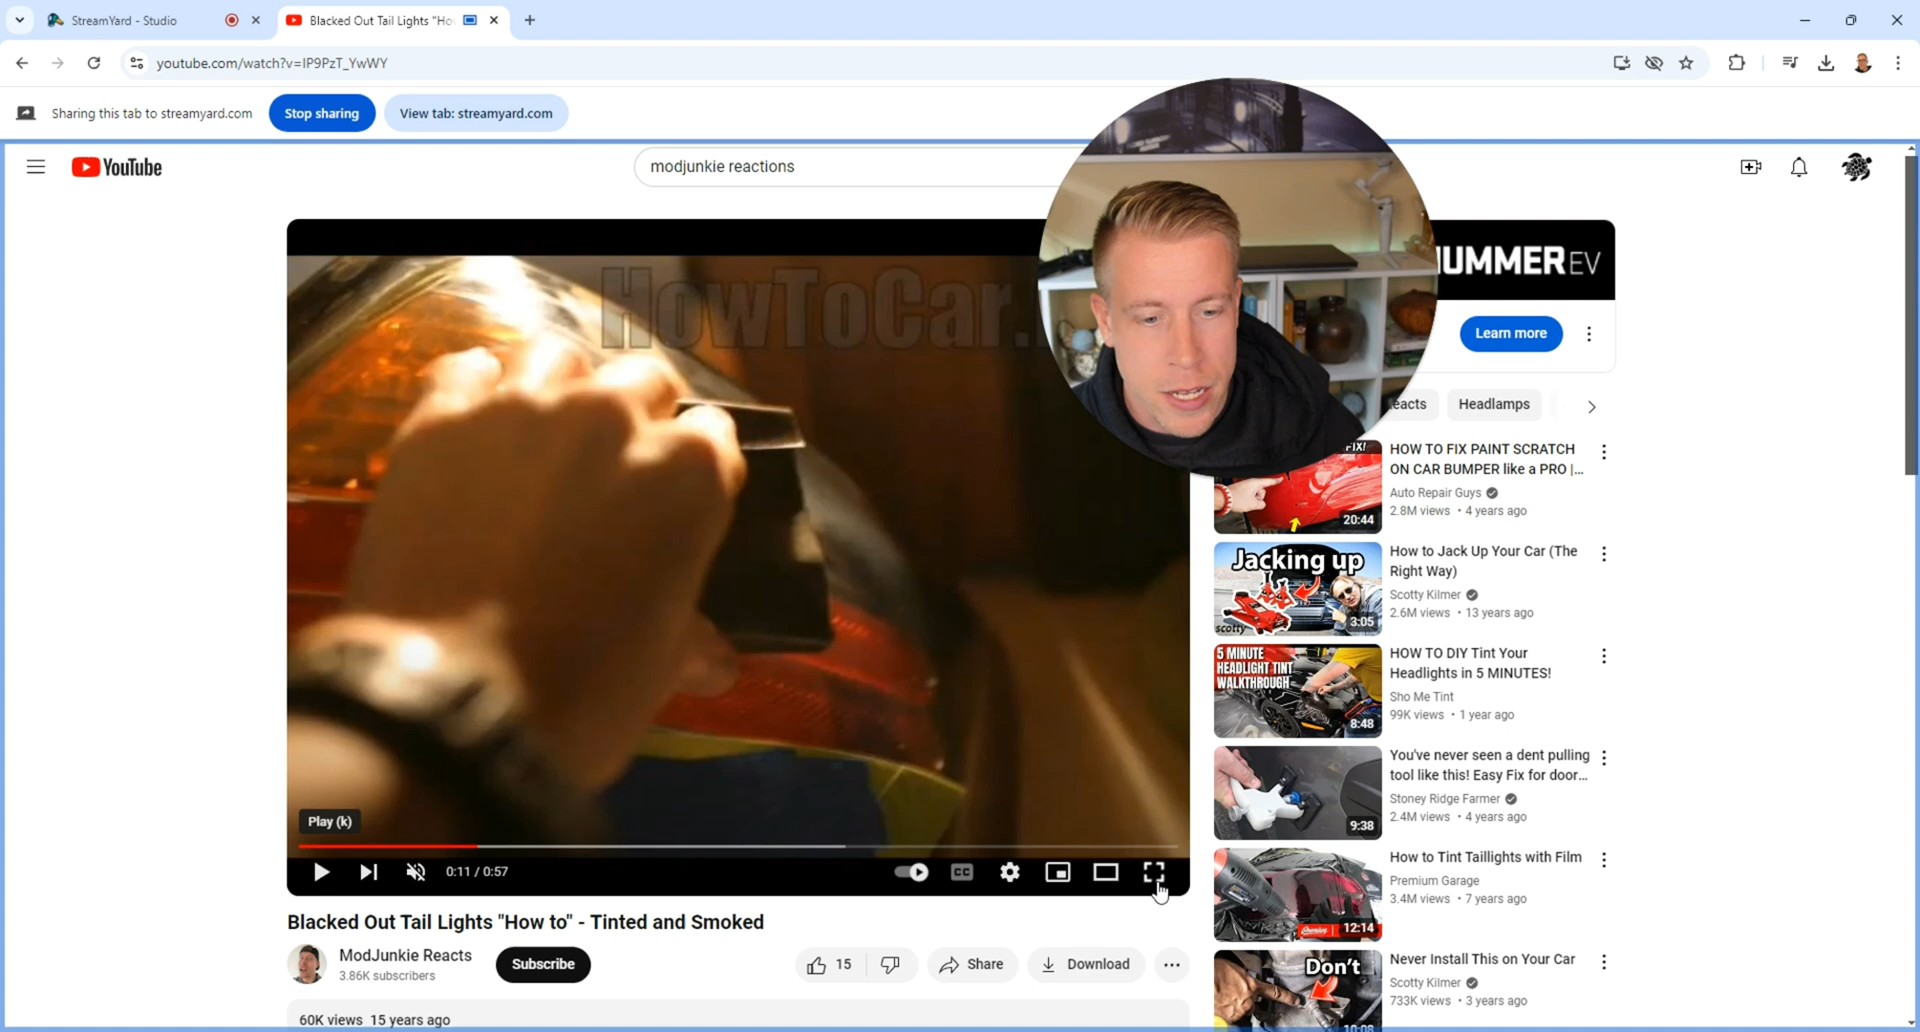 StreamYard - Studio
Blacked Out Tail Lights "Ho
youtube.com/watch?v=IP9PzT_YwWY
Sharing this tab to streamyard.com
Stop sharing
View tab: streamyard.com
YouTube
modjunkie reactions
HowToCar.
UMMER EV
Learn more
eacts
Headlamps
FIX!
20:44
HOW TO FIX PAINT SCRATCH
ON CAR BUMPER like a PRO |...
Auto Repair Guys
2.8M views • 4 years ago
Jacking up
scotty
3:05
How to Jack Up Your Car (The
Right Way)
Scotty Kilmer
2.6M views • 13 years ago
5 MINUTE
HEADLIGHT TINT
WALKTHROUGH
8:48
HOW TO DIY Tint Your
Headlights in 5 MINUTES!
Sho Me Tint
99K views • 1 year ago
9:38
You've never seen a dent pulling
tool like this! Easy Fix for door...
Stoney Ridge Farmer
2.4M views • 4 years ago
12:14
How to Tint Taillights with Film
Premium Garage
3.4M views • 7 years ago
Don't
10:08
Never Install This on Your Car
Scotty Kilmer
733K views • 3 years ago
Play (k)
0:11 / 0:57
CC
Blacked Out Tail Lights "How to" - Tinted and Smoked
ModJunkie Reacts
3.86K subscribers
Subscribe
15
Share
Download
60K views 15 years ago